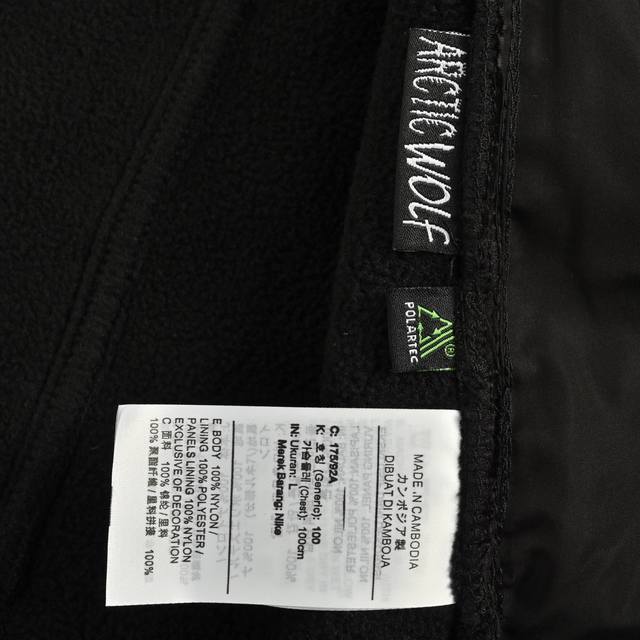 ARCTIC WOLF
POLARTEC®
MADE IN CAMBODIA
カンボジア製
DIBUAT DI KAMBOJA
C: 175/92A
K: 호칭 (Generic): 100
가슴둘레 (Chest): 100cm
IN: Ukuran: L
Merek Barang: Nike
E. BODY 100% NYLON
LINING 100% POLYESTER/
PANELS LINING 100% NYLON
EXCLUSIVE OF DECORATION
C. 面料 100% 锦纶/里料
100% 聚酯纤维/里料拼接 100%